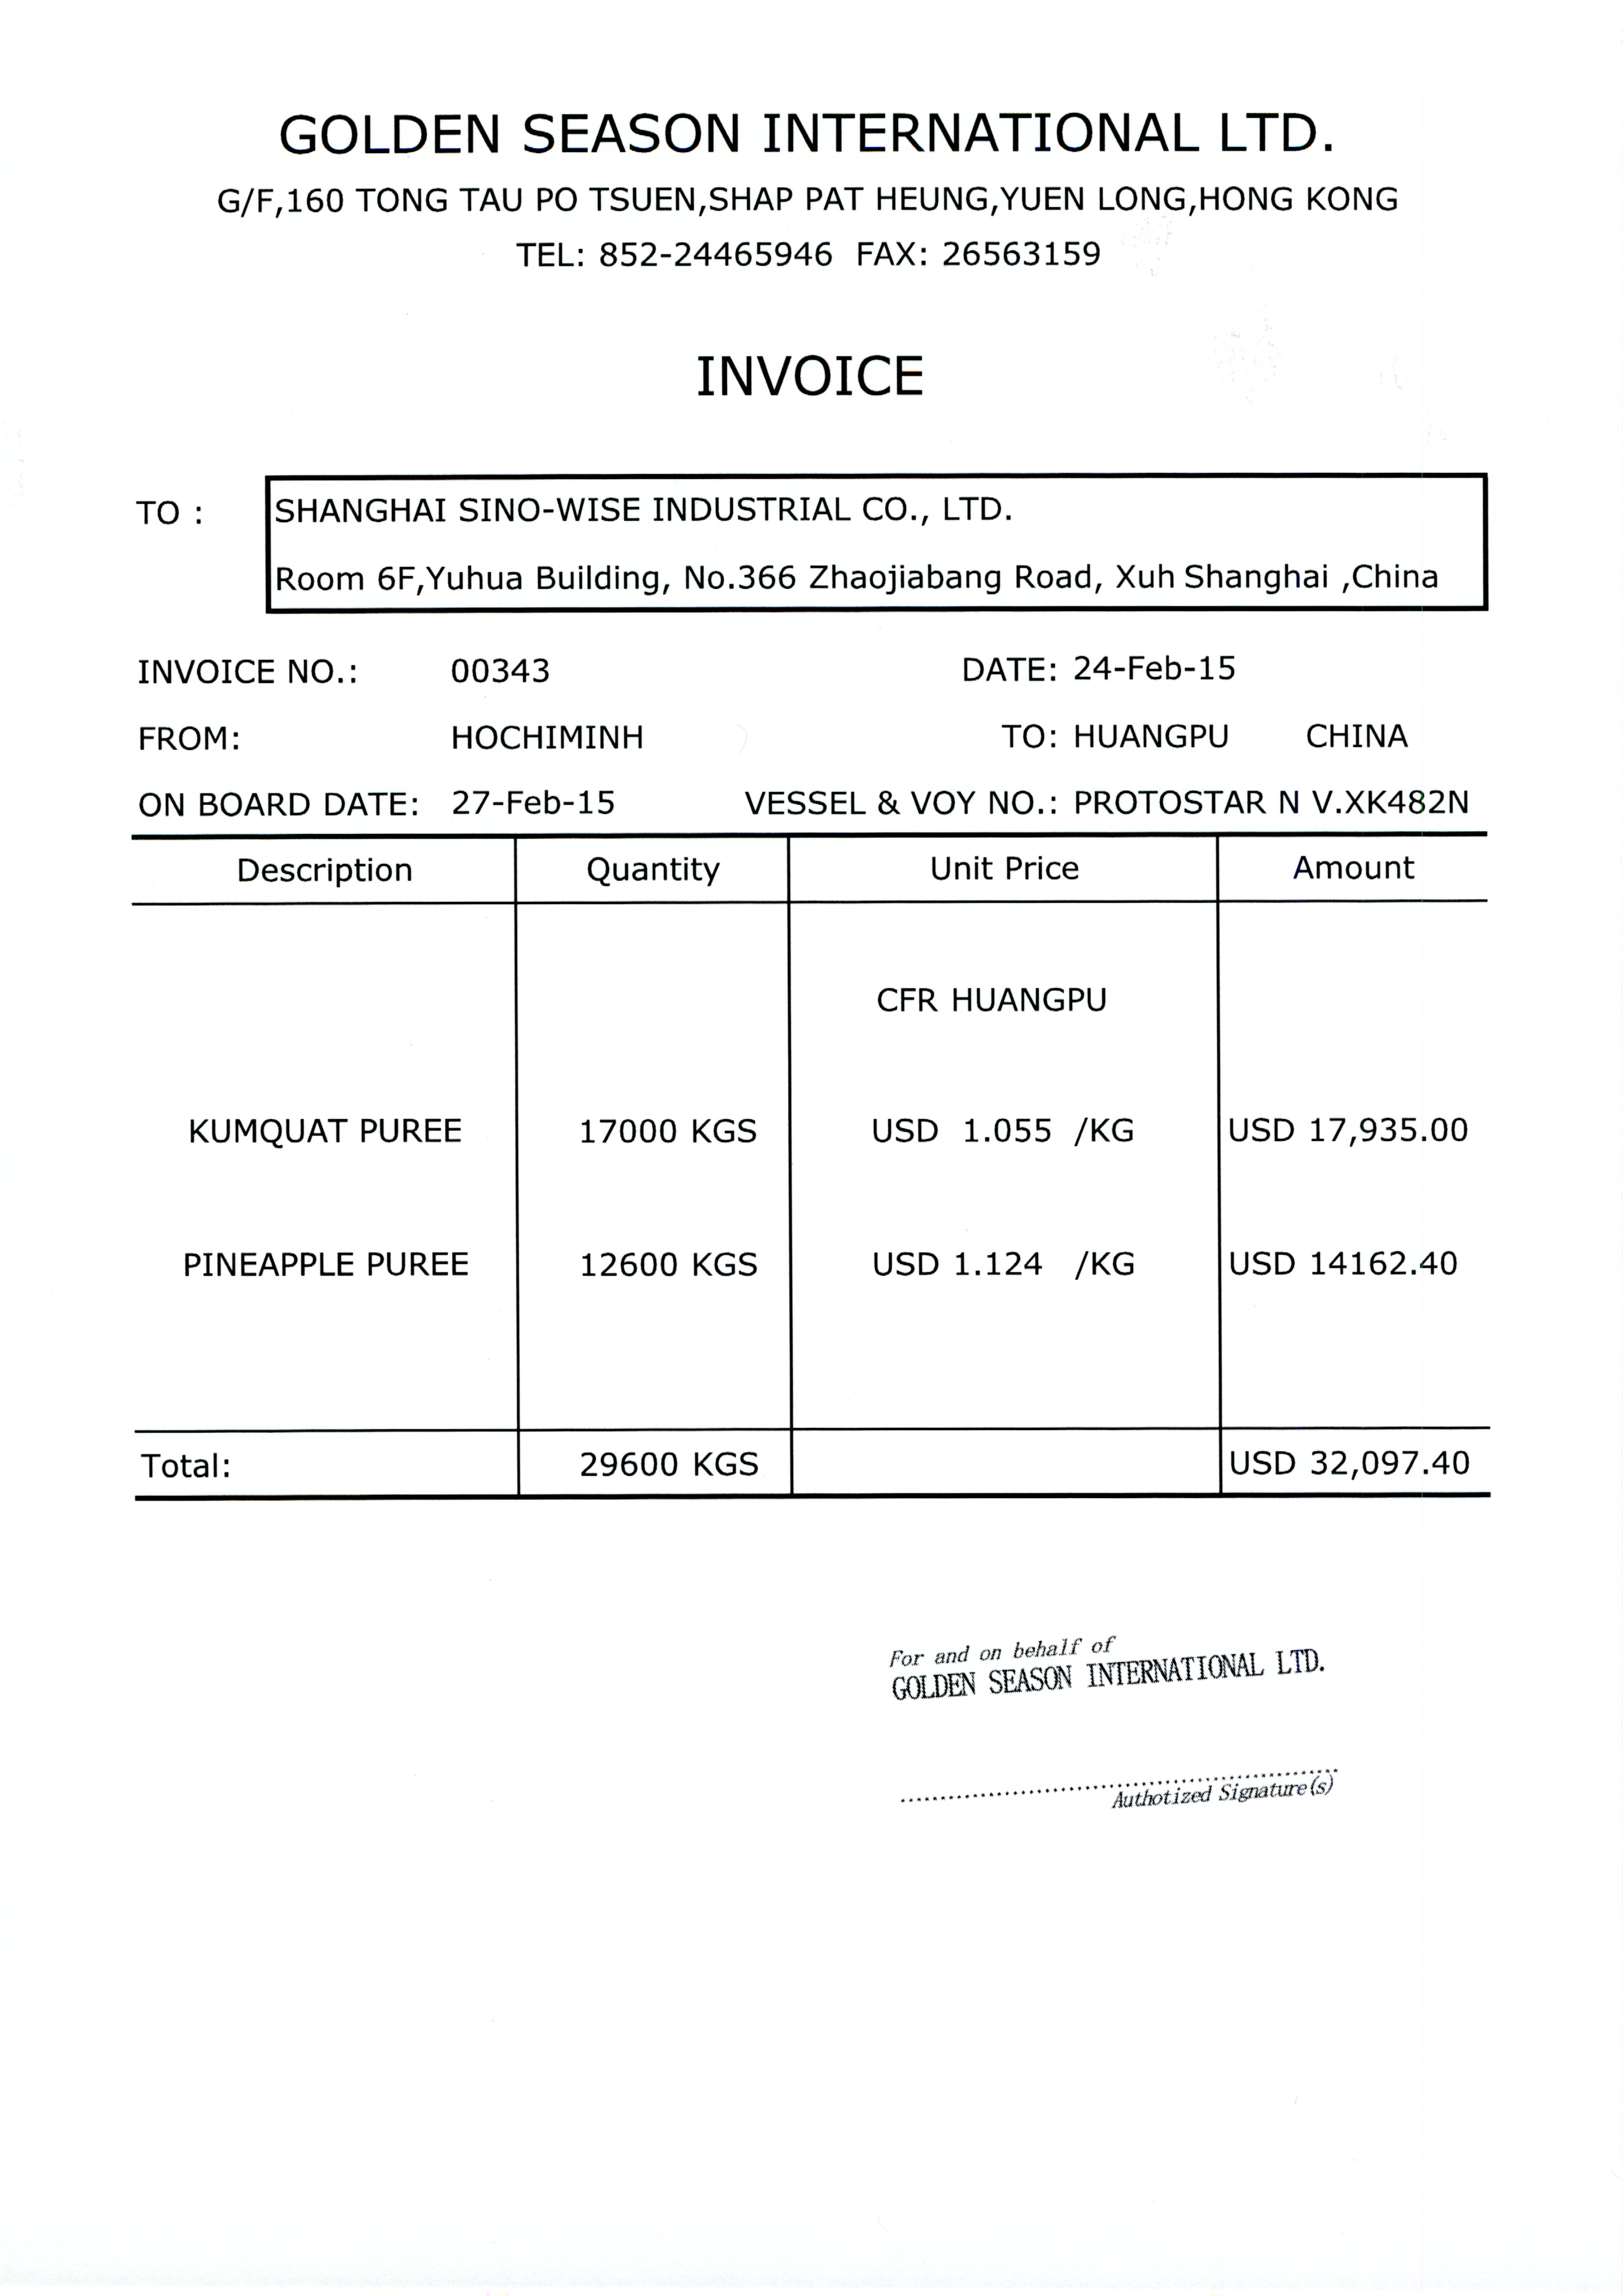 GOLDEN SEASON INTERNATIONAL LTD.
G/F,160 TONG TAU PO TSUEN,SHAP PAT HEUNG,YUEN LONG,HONG KONG
TEL: 852-24465946 FAX: 26563159
INVOICE
TO : SHANGHAI SINO-WISE INDUSTRIAL CO., LTD.
Room 6F,Yuhua Building, No.366 Zhaojiabang Road, Xuh Shanghai ,China
INVOICE NO.: 00343 DATE: 24-Feb-15
FROM: HOCHIMINH TO: HUANGPU CHINA
ON BOARD DATE: 27-Feb-15 VESSEL & VOY NO.: PROTOSTAR N V.XK482N
Description Quantity Unit Price Amount
CFR HUANGPU
KUMQUAT PUREE 17000 KGS USD 1.055 /KG USD 17,935.00
PINEAPPLE PUREE 12600 KGS USD 1.124 /KG USD 14162.40
Total: 29600 KGS USD 32,097.40
For and on behalf of
GOLDEN SEASON INTERNATIONAL LTD.
Authotized Signature(s)